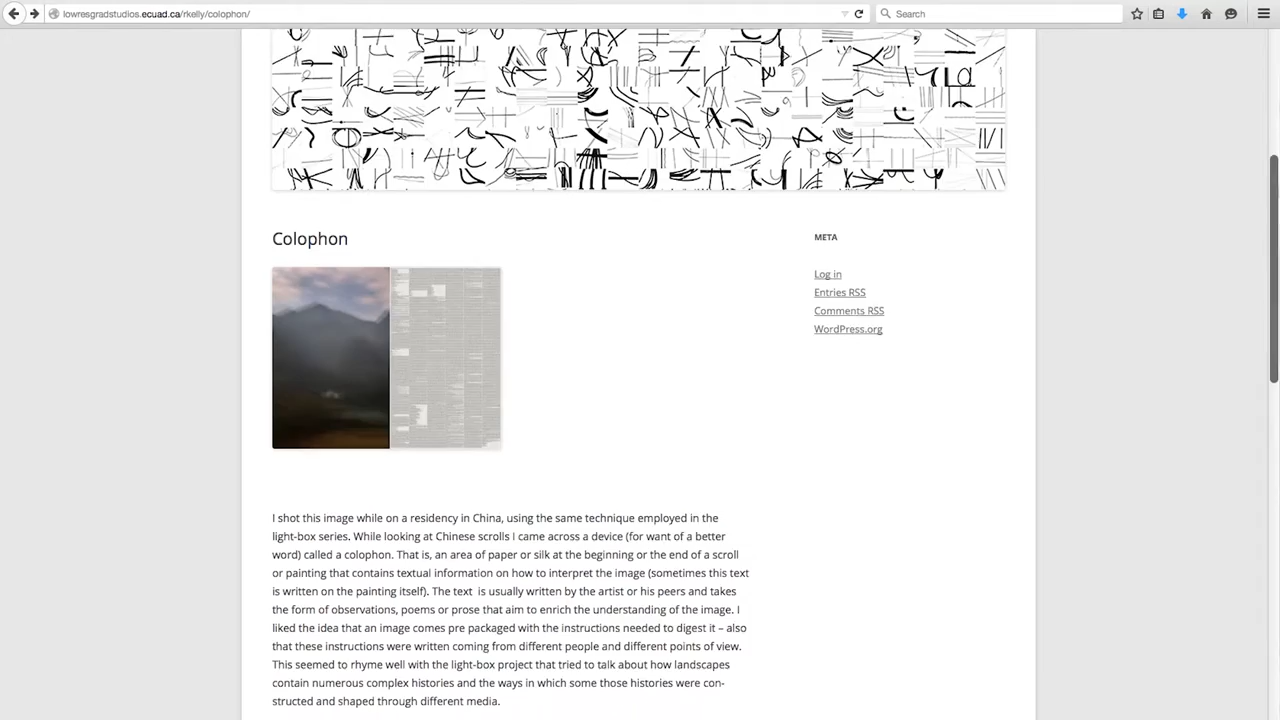 lowresgradstudios.ecuad.ca/rkelly/colophon/
Search
Colophon
META
Log in
Entries RSS
Comments RSS
WordPress.org
I shot this image while on a residency in China, using the same technique employed in the
light-box series. While looking at Chinese scrolls I came across a device (for want of a better
word) called a colophon. That is, an area of paper or silk at the beginning or the end of a scroll
or painting that contains textual information on how to interpret the image (sometimes this text
is written on the painting itself). The text  is usually written by the artist or his peers and takes
the form of observations, poems or prose that aim to enrich the understanding of the image. I
liked the idea that an image comes pre packaged with the instructions needed to digest it – also
that these instructions were written coming from different people and different points of view.
This seemed to rhyme well with the light-box project that tried to talk about how landscapes
contain numerous complex histories and the ways in which some those histories were con-
structed and shaped through different media.